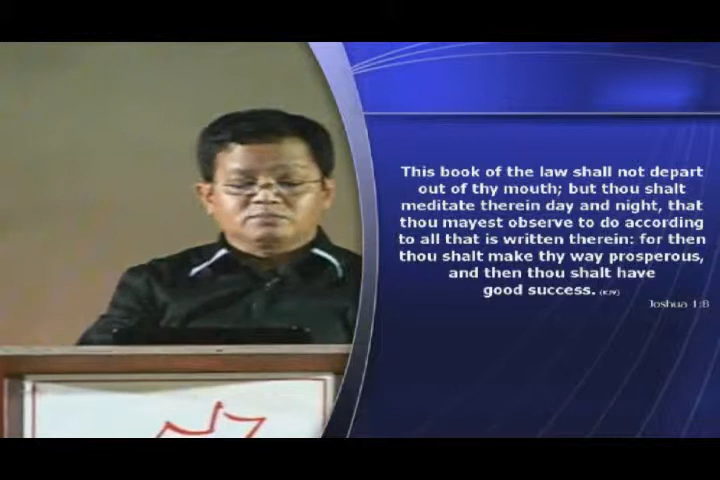 This book of the law shall not depart
out of thy mouth; but thou shalt
meditate therein day and night, that
thou mayest observe to do according
to all that is written therein: for then
thou shalt make thy way prosperous,
and then thou shalt have
good success. (KJV)
Joshua 1:8